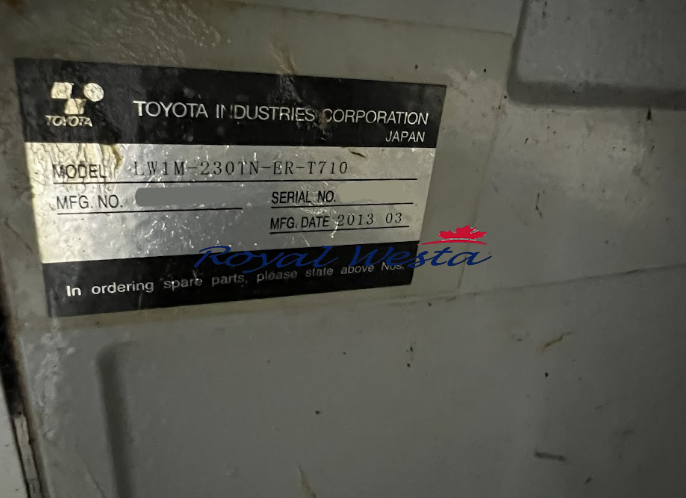 TOYOTA
TOYOTA INDUSTRIES CORPORATION
JAPAN
MODEL LW1M-230TN-ER-T710
MFG. NO. SERIAL NO.
MFG. DATE 2013 03
Royal Westa
In ordering spare parts, please state above Nos.